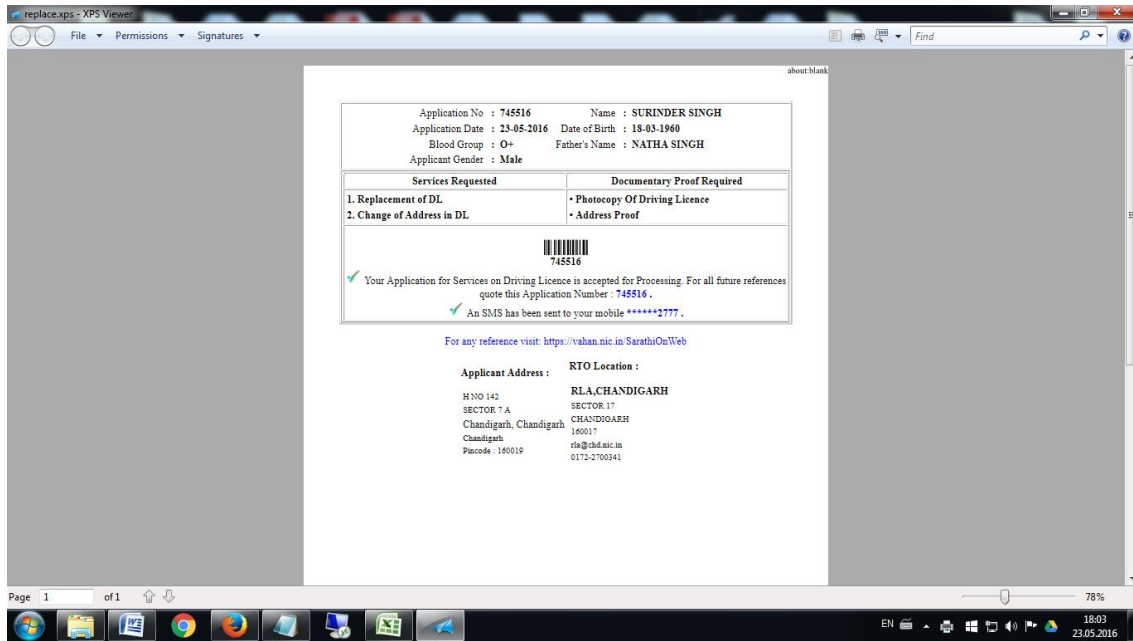 replace.xps - XPS Viewer
File Permissions Signatures Find
about:blank
Application No : 745516 Name : SURINDER SINGH
Application Date : 23-05-2016 Date of Birth : 18-03-1960
Blood Group : O+ Father's Name : NATHA SINGH
Applicant Gender : Male
Services Requested Documentary Proof Required
1. Replacement of DL • Photocopy Of Driving Licence
2. Change of Address in DL • Address Proof
745516
Your Application for Services on Driving Licence is accepted for Processing. For all future references
quote this Application Number : 745516 .
An SMS has been sent to your mobile ******2777 .
For any reference visit: https://vahan.nic.in/SarathiOnWeb
Applicant Address :
H NO 142
SECTOR 7 A
Chandigarh, Chandigarh
Chandigarh
Pincode : 160019
RTO Location :
RLA,CHANDIGARH
SECTOR 17
CHANDIGARH
160017
rla@chd.nic.in
0172-2700341
Page 1 of 1 78%
EN 18:03
23.05.2016